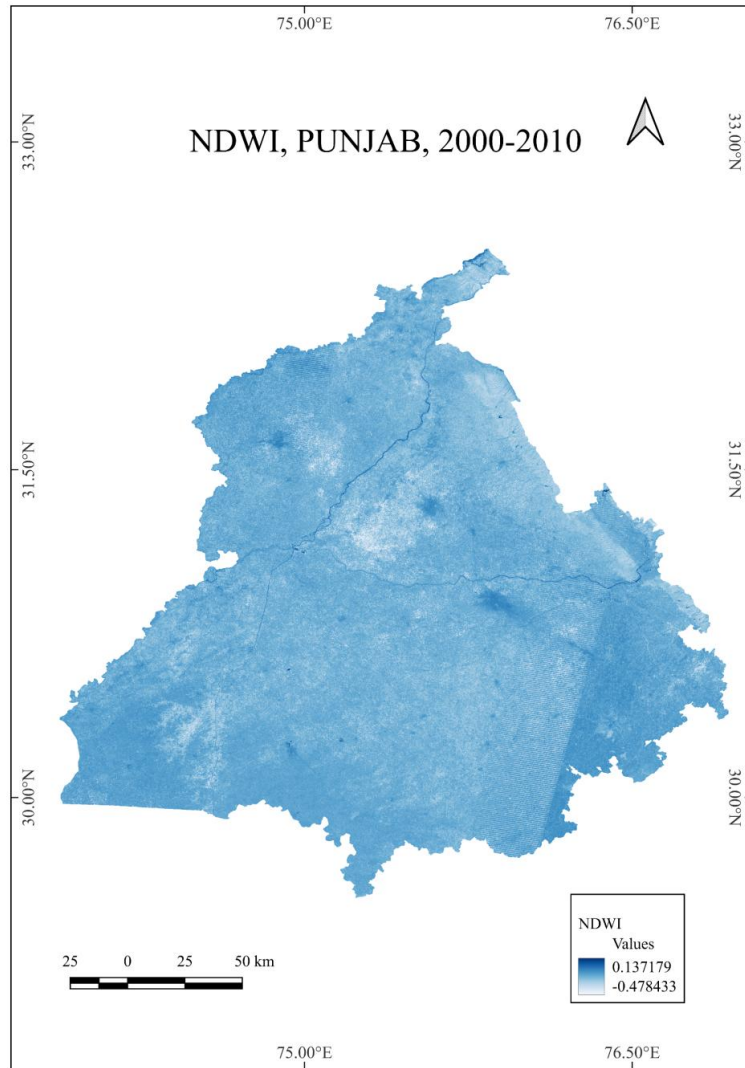 75.00°E 76.50°E
33.00°N 33.00°N
NDWI, PUNJAB, 2000-2010
31.50°N 31.50°N
30.00°N 30.00°N
NDWI
Values
0.137179
-0.478433
25 0 25 50 km
75.00°E 76.50°E